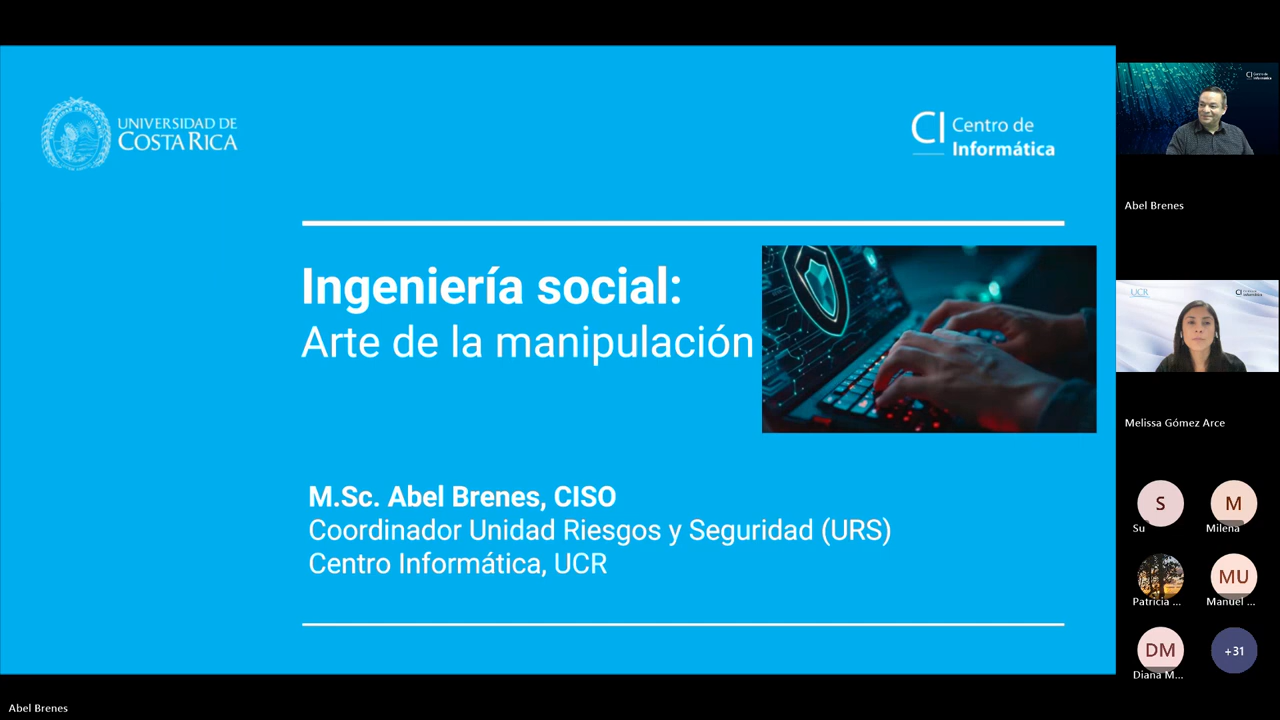 UNIVERSIDAD DE
COSTA RICA
CI Centro de
Informática
Ingeniería social:
Arte de la manipulación
M.Sc. Abel Brenes, CISO
Coordinador Unidad Riesgos y Seguridad (URS)
Centro Informática, UCR
Abel Brenes
UCR
Melissa Gómez Arce
S
Su
M
Milena
Patricia ...
MU
Manuel ...
DM
Diana M...
+31
Abel Brenes